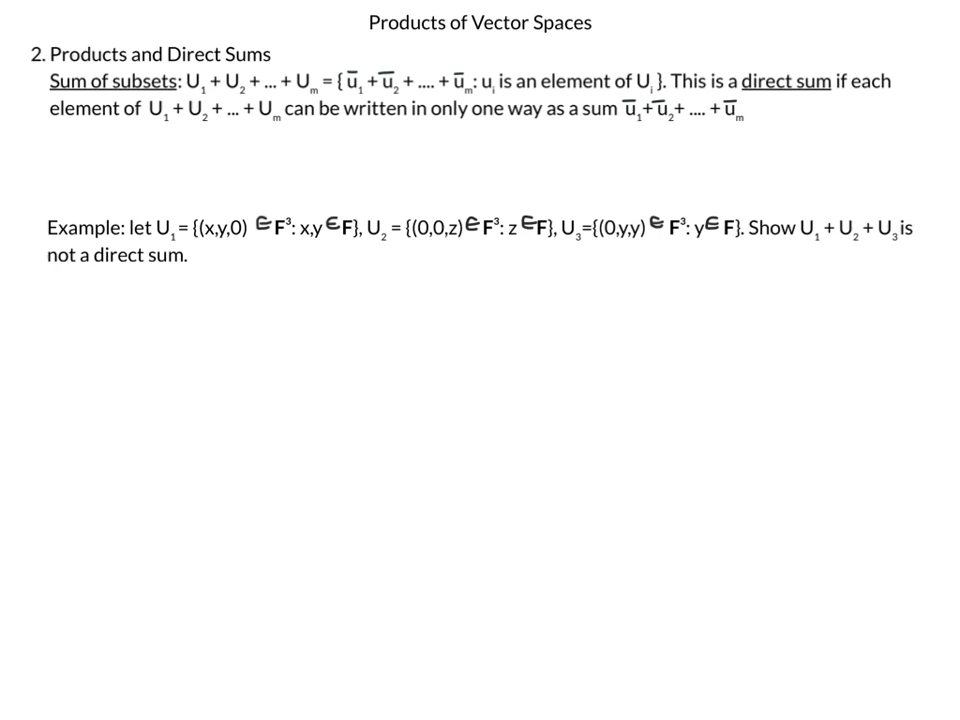 Products of Vector Spaces
2. Products and Direct Sums
Sum of subsets: U₁ + U₂ + ... + Uₘ = { ū₁ +ū₂ + .... + ūₘ: uᵢ is an element of Uᵢ }. This is a direct sum if each
element of U₁ + U₂ + ... + Uₘ can be written in only one way as a sum ū₁+ū₂+ .... +ūₘ
Example: let U₁ = {(x,y,0) ∈ F³: x,y ∈ F}, U₂ = {(0,0,z) ∈ F³: z ∈ F}, U₃={(0,y,y) ∈ F³: y ∈ F}. Show U₁ + U₂ + U₃ is
not a direct sum.